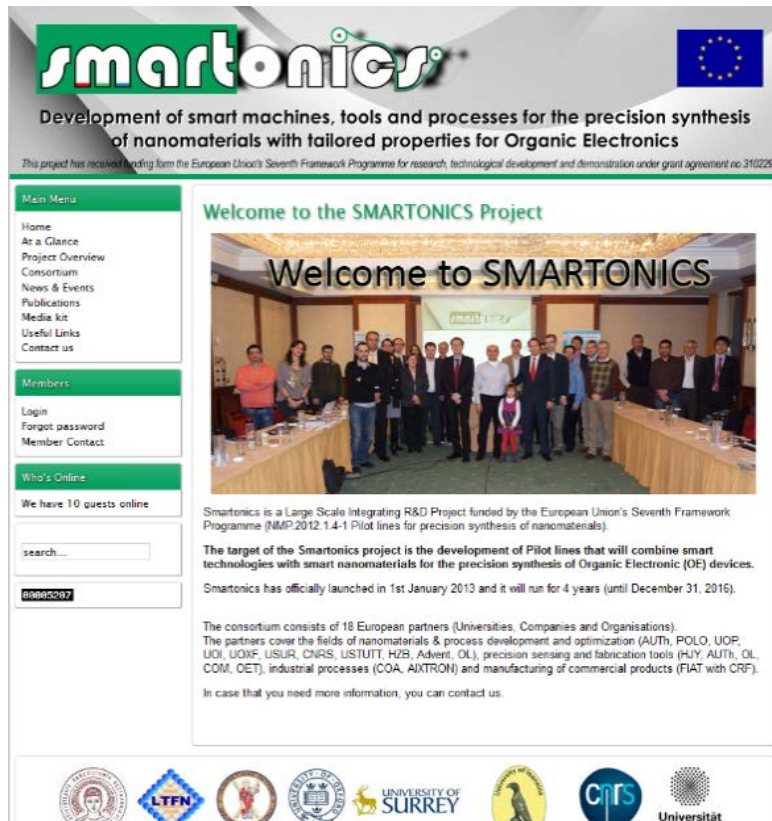 smartonics
Development of smart machines, tools and processes for the precision synthesis
of nanomaterials with tailored properties for Organic Electronics
This project has received funding form the European Union's Seventh Framework Programme for research, technological development and demonstration under grant agreement no 310229
Main Menu
Home
At a Glance
Project Overview
Consortium
News & Events
Publications
Media kit
Useful Links
Contact us
Members
Login
Forgot password
Member Contact
Who's Online
We have 10 guests online
search...
00005207
Welcome to the SMARTONICS Project
Welcome to SMARTONICS
smartonics
Smartonics is a Large Scale Integrating R&D Project funded by the European Union's Seventh Framework
Programme (NMP.2012.1.4-1 Pilot lines for precision synthesis of nanomaterials).
The target of the Smartonics project is the development of Pilot lines that will combine smart
technologies with smart nanomaterials for the precision synthesis of Organic Electronic (OE) devices.
Smartonics has officially launched in 1st January 2013 and it will run for 4 years (until December 31, 2016).
The consortium consists of 18 European partners (Universities, Companies and Organisations).
The partners cover the fields of nanomaterials & process development and optimization (AUTh, POLO, UOP,
UOI, UOXF, USUR, CNRS, USTUTT, HZB, Advent, OL), precision sensing and fabrication tools (HJY, AUTh, OL,
COM, OET), industrial processes (COA, AIXTRON) and manufacturing of commercial products (FIAT with CRF).
In case that you need more information, you can contact us.
LTFN
UNIVERSITY OF
SURREY
University of Ioannina
cnrs
Universität